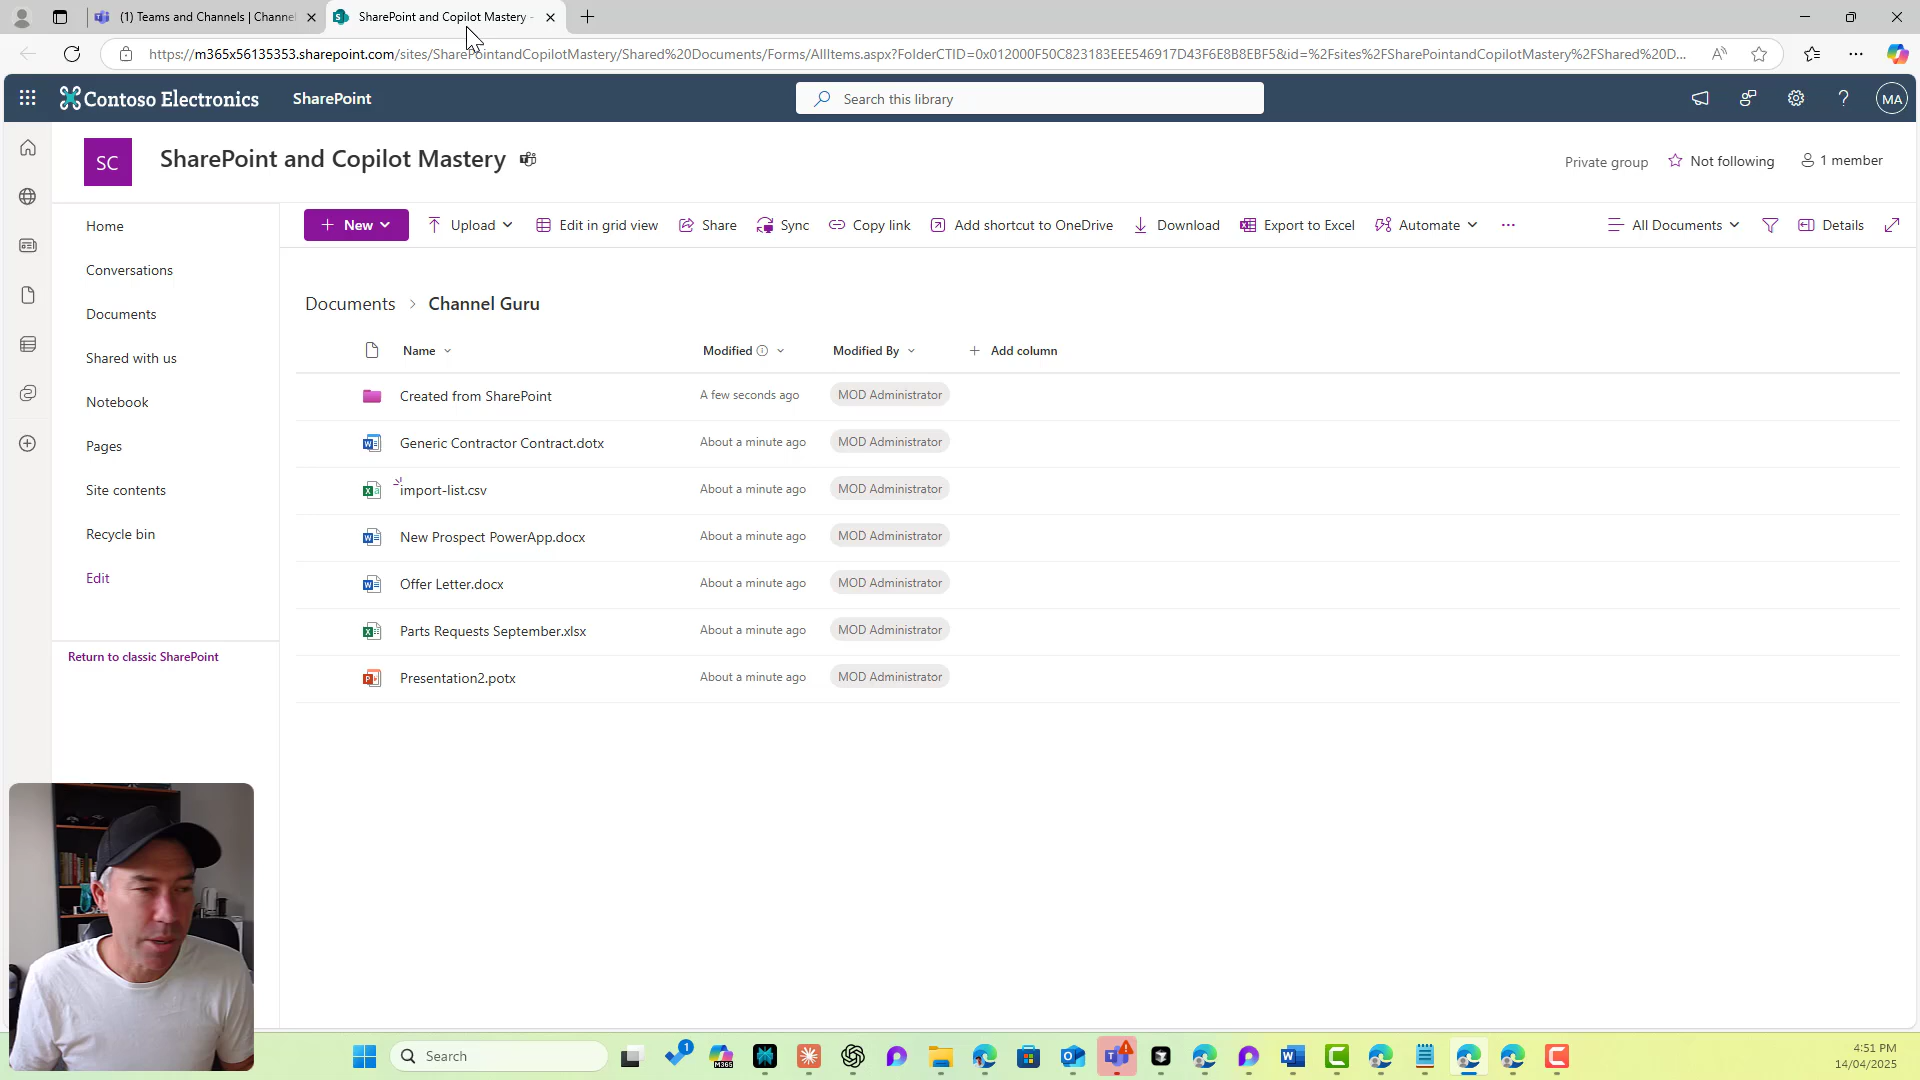 (1) Teams and Channels | Channel
SharePoint and Copilot Mastery -
https://m365x56135353.sharepoint.com/sites/SharePointandCopilotMastery/Shared%20Documents/Forms/AllItems.aspx?FolderCTID=0x012000F50C823183EEE546917D43F6E8B8EBF5&id=%2Fsites%2FSharePointandCopilotMastery%2FShared%20D...
Contoso Electronics
SharePoint
Search this library
MA
SC
SharePoint and Copilot Mastery
Private group
Not following
1 member
Home
Conversations
Documents
Shared with us
Notebook
Pages
Site contents
Recycle bin
Edit
Return to classic SharePoint
New
Upload
Edit in grid view
Share
Sync
Copy link
Add shortcut to OneDrive
Download
Export to Excel
Automate
...
All Documents
Details
Documents > Channel Guru
Name Modified Modified By + Add column
Created from SharePoint A few seconds ago MOD Administrator
Generic Contractor Contract.dotx About a minute ago MOD Administrator
import-list.csv About a minute ago MOD Administrator
New Prospect PowerApp.docx About a minute ago MOD Administrator
Offer Letter.docx About a minute ago MOD Administrator
Parts Requests September.xlsx About a minute ago MOD Administrator
Presentation2.potx About a minute ago MOD Administrator
Search
1
M365
4:51 PM
14/04/2025